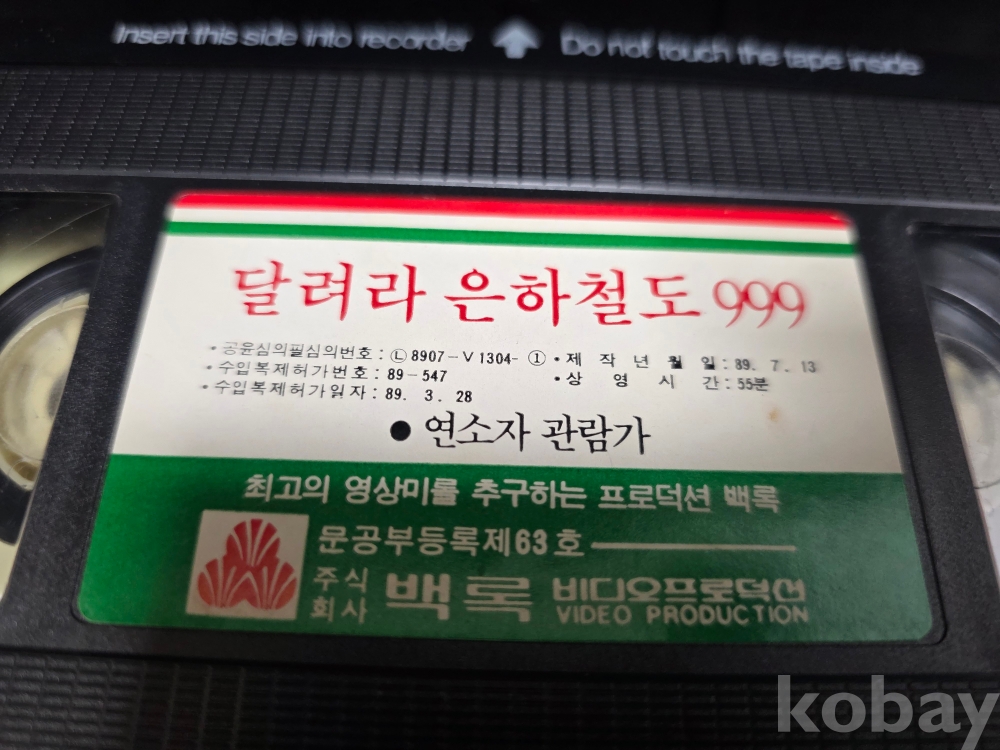 Insert this side into recorder ↑ Do not touch the tape inside
달려라 은하철도 999
• 공윤심의필심의번호 : Ⓛ 8907-V1304- ① • 제 작 년 월 일 : 89. 7. 13
• 수입복제허가번호 : 89-547 • 상 영 시 간 : 55분
• 수입복제허가일자 : 89. 3. 28
● 연소자 관람가
최고의 영상미를 추구하는 프로덕션 백록
문공부등록제63호
주식회사 백록 비디오프로덕션
VIDEO PRODUCTION
kobay